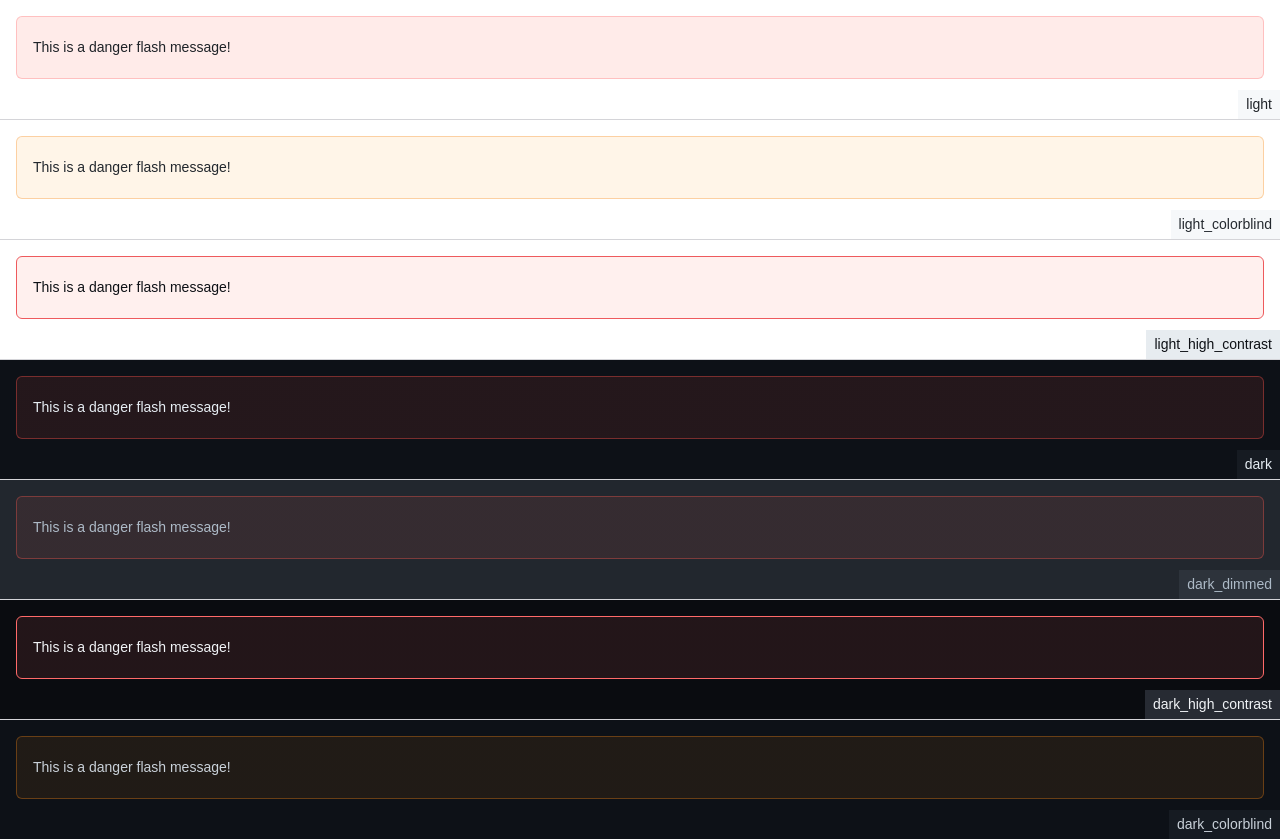 This is a danger flash message!
light
This is a danger flash message!
light_colorblind
This is a danger flash message!
light_high_contrast
This is a danger flash message!
dark
This is a danger flash message!
dark_dimmed
This is a danger flash message!
dark_high_contrast
This is a danger flash message!
dark_colorblind